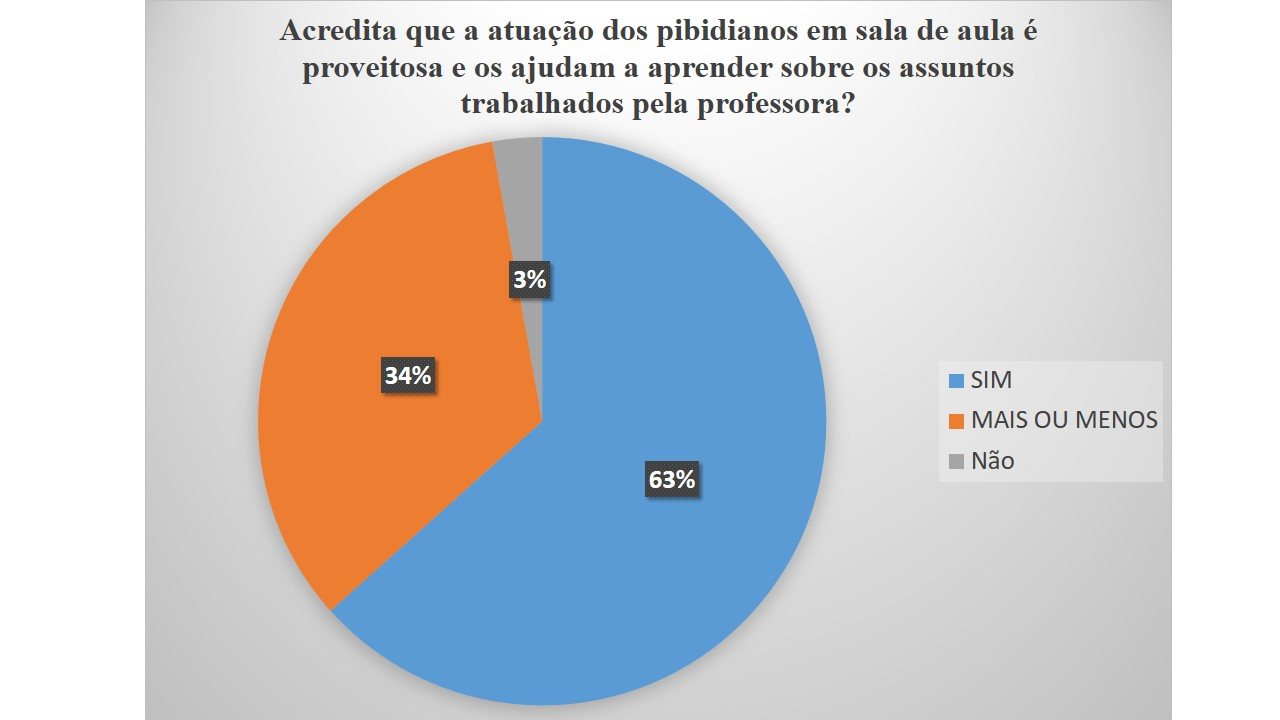 Acredita que a atuação dos pibidianos em sala de aula é
proveitosa e os ajudam a aprender sobre os assuntos
trabalhados pela professora?
3%
34%
63%
SIM
MAIS OU MENOS
Não